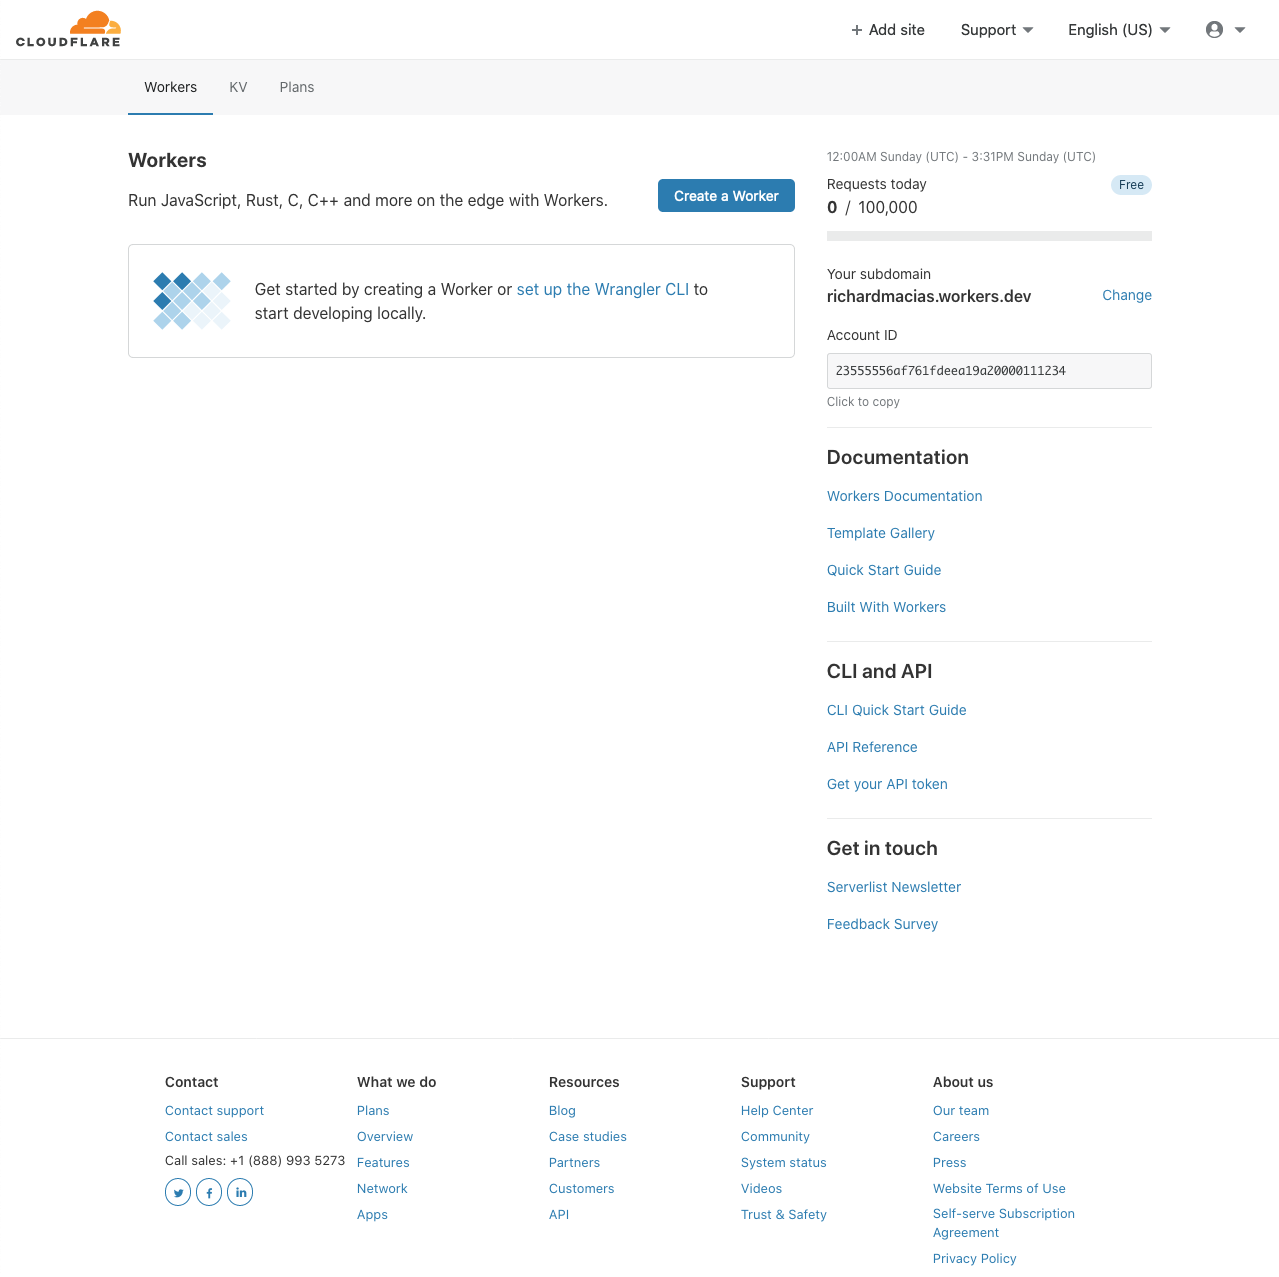 CLOUDFLARE
+ Add site
Support
English (US)
Workers
KV
Plans
Workers
Run JavaScript, Rust, C, C++ and more on the edge with Workers.
Create a Worker
Get started by creating a Worker or set up the Wrangler CLI to
start developing locally.
12:00AM Sunday (UTC) - 3:31PM Sunday (UTC)
Requests today
Free
0 / 100,000
Your subdomain
richardmacias.workers.dev
Change
Account ID
23555556af761fdeea19a20000111234
Click to copy
Documentation
Workers Documentation
Template Gallery
Quick Start Guide
Built With Workers
CLI and API
CLI Quick Start Guide
API Reference
Get your API token
Get in touch
Serverlist Newsletter
Feedback Survey
Contact
Contact support
Contact sales
Call sales: +1 (888) 993 5273
What we do
Plans
Overview
Features
Network
Apps
Resources
Blog
Case studies
Partners
Customers
API
Support
Help Center
Community
System status
Videos
Trust & Safety
About us
Our team
Careers
Press
Website Terms of Use
Self-serve Subscription
Agreement
Privacy Policy